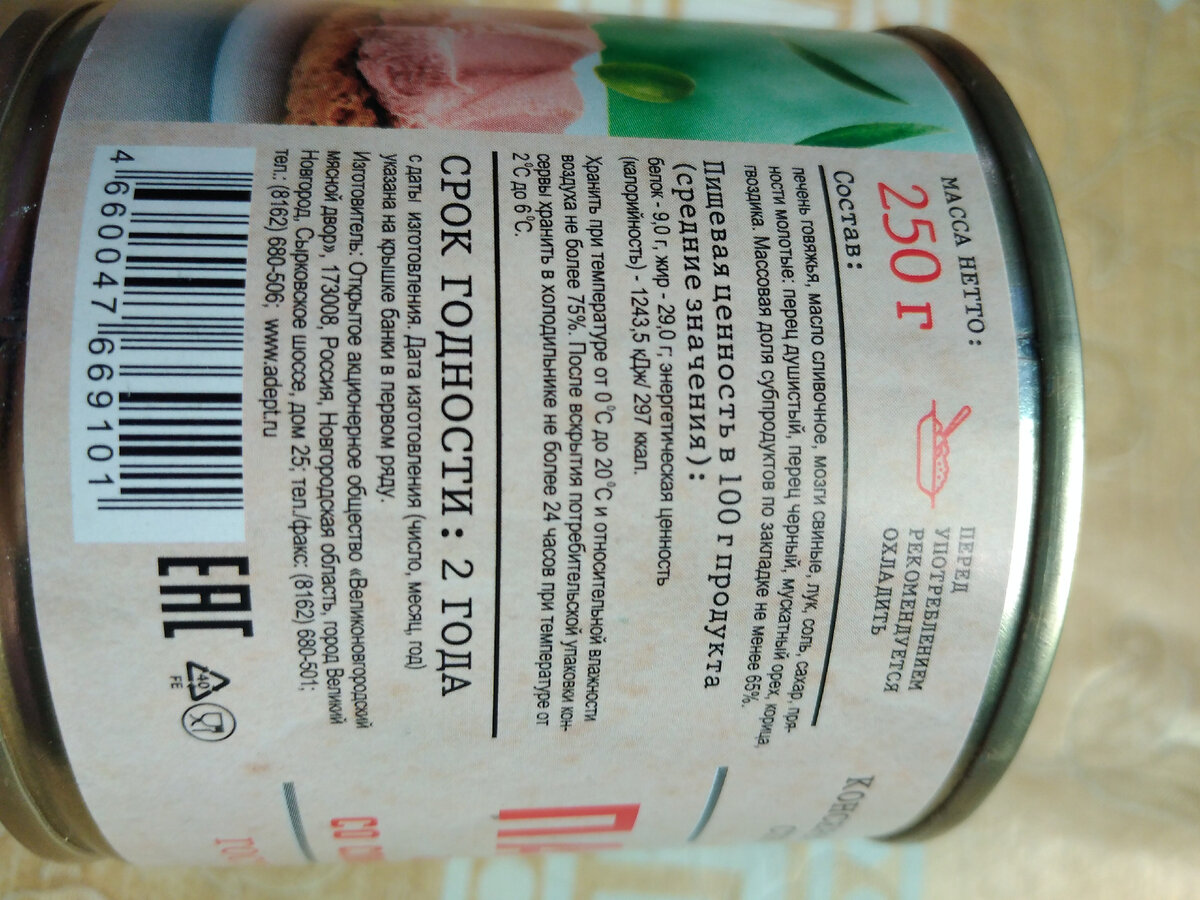 МАССА НЕТТО:
250 г
ПЕРЕД
УПОТРЕБЛЕНИЕМ
РЕКОМЕНДУЕТСЯ
ОХЛАДИТЬ
Состав:
печень говяжья, масло сливочное, мозги свиные, лук, соль, сахар, пря-
ности молотые: перец душистый, перец черный, мускатный орех, корица,
гвоздика. Массовая доля субпродуктов по закладке не менее 65%.
Пищевая ценность в 100 г продукта
(средние значения):
белок - 9,0 г, жир - 29,0 г; энергетическая ценность
(калорийность) - 1243,5 кДж/ 297 ккал.
Хранить при температуре от 0°С до 20°С и относительной влажности
воздуха не более 75%. После вскрытия потребительской упаковки кон-
сервы хранить в холодильнике не более 24 часов при температуре от
2°С до 6°С.
СРОК ГОДНОСТИ: 2 ГОДА
с даты изготовления. Дата изготовления (число, месяц, год)
указана на крышке банки в первом ряду.
Изготовитель: Открытое акционерное общество «Великоновгородский
мясной двор», 173008, Россия, Новгородская область, город Великий
Новгород, Сырковское шоссе, дом 25; тел./факс: (8162) 680-501;
тел.: (8162) 680-506; www.adept.ru
4 660047 669101
EAC
40
FE
СО